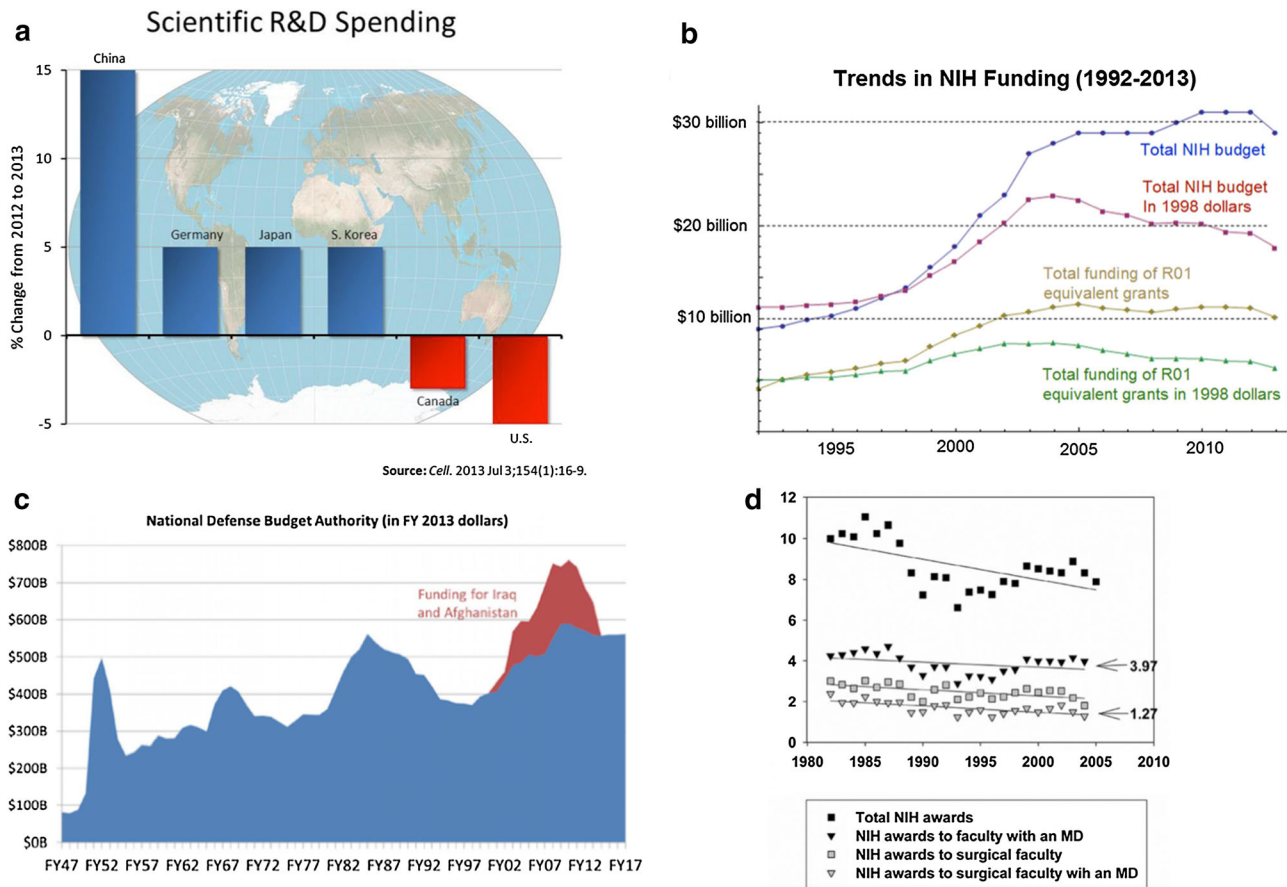 a
Scientific R&D Spending
China
15
10
5
0
-5
% Change from 2012 to 2013
Germany
Japan
S. Korea
Canada
U.S.
Source: Cell. 2013 Jul 3;154(1):16-9.
b
Trends in NIH Funding (1992-2013)
$30 billion
$20 billion
$10 billion
Total NIH budget
Total NIH budget
In 1998 dollars
Total funding of R01
equivalent grants
Total funding of R01
equivalent grants in 1998 dollars
1995
2000
2005
2010
c
National Defense Budget Authority (in FY 2013 dollars)
$800B
$700B
$600B
$500B
$400B
$300B
$200B
$100B
$0B
Funding for Iraq
and Afghanistan
FY47
FY52
FY57
FY62
FY67
FY72
FY77
FY82
FY87
FY92
FY97
FY02
FY07
FY12
FY17
d
12
10
8
6
4
2
0
3.97
1.27
1980
1985
1990
1995
2000
2005
2010
Total NIH awards
NIH awards to faculty with an MD
NIH awards to surgical faculty
NIH awards to surgical faculty wih an MD